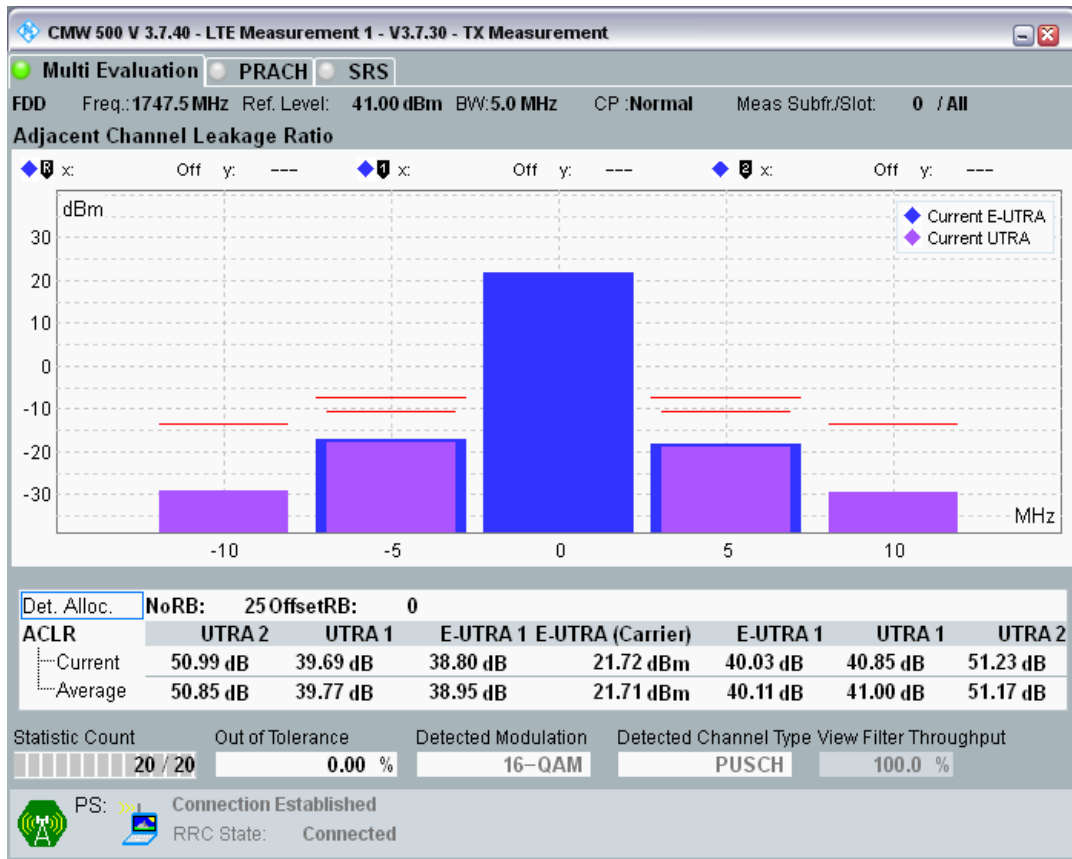 CMW 500 V 3.7.40 - LTE Measurement 1 - V3.7.30 - TX Measurement
Multi Evaluation PRACH SRS
FDD Freq.:1747.5 MHz Ref. Level: 41.00 dBm BW:5.0 MHz CP :Normal Meas Subfr./Slot: 0 / All
Adjacent Channel Leakage Ratio
R x: Off y: --- 1 x: Off y: --- 2 x: Off y: ---
dBm
Current E-UTRA
Current UTRA
30
20
10
0
-10
-20
-30
MHz
-10 -5 0 5 10
Det. Alloc. NoRB: 25 OffsetRB: 0
ACLR UTRA 2 UTRA 1 E-UTRA 1 E-UTRA (Carrier) E-UTRA 1 UTRA 1 UTRA 2
Current 50.99 dB 39.69 dB 38.80 dB 21.72 dBm 40.03 dB 40.85 dB 51.23 dB
Average 50.85 dB 39.77 dB 38.95 dB 21.71 dBm 40.11 dB 41.00 dB 51.17 dB
Statistic Count Out of Tolerance Detected Modulation Detected Channel Type View Filter Throughput
20 / 20 0.00 % 16-QAM PUSCH 100.0 %
PS: Connection Established
RRC State: Connected